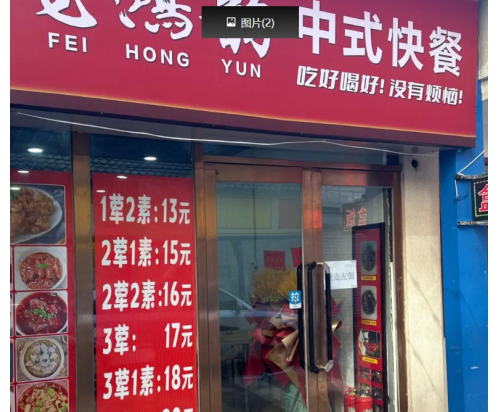 图片(2)
中式快餐
FEI HONG YUN
吃好喝好!没有烦恼!
1荤2素:13元
2荤1素:15元
2荤2素:16元
3荤: 17元
3荤1素:18元
拉